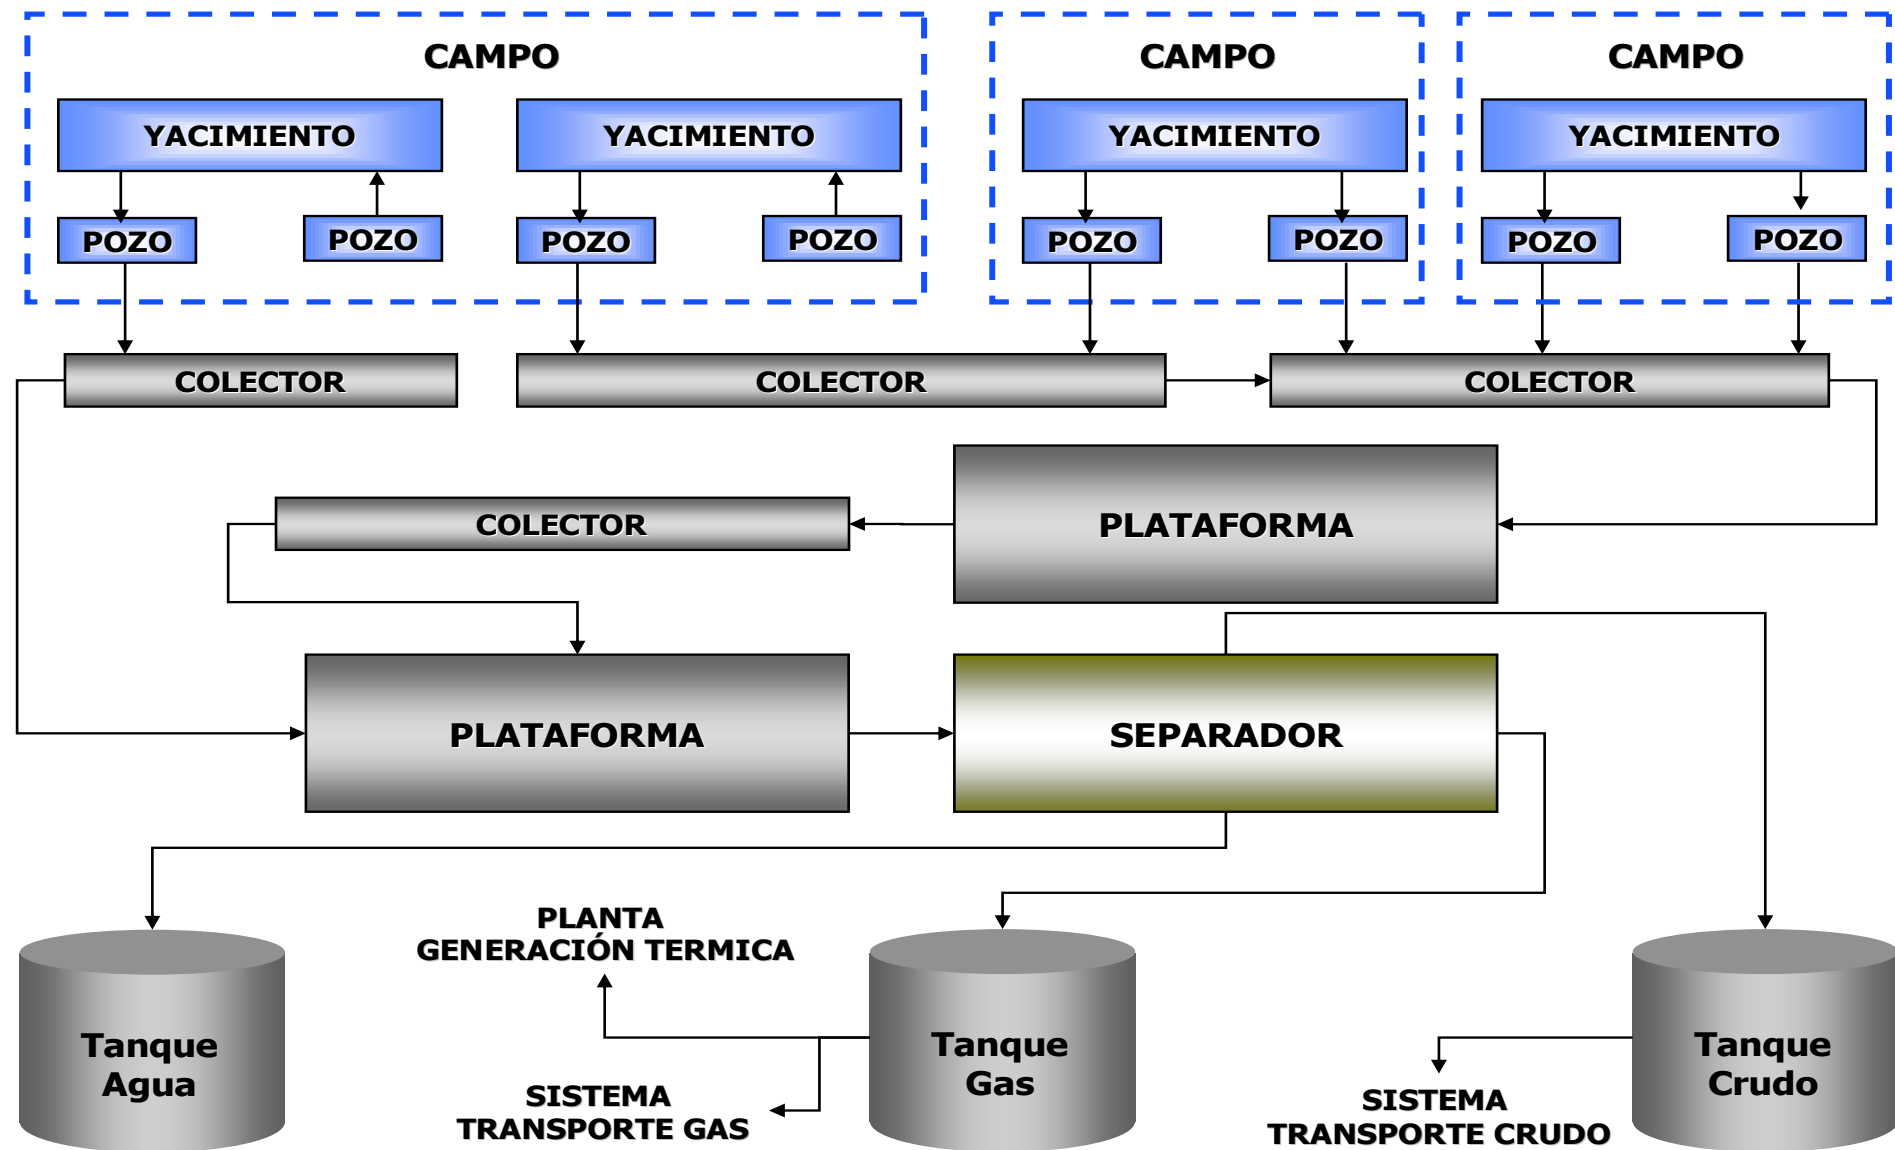 CAMPO
CAMPO
CAMPO
YACIMIENTO
YACIMIENTO
YACIMIENTO
YACIMIENTO
POZO
POZO
POZO
POZO
POZO
POZO
POZO
POZO
COLECTOR
COLECTOR
COLECTOR
COLECTOR
PLATAFORMA
PLATAFORMA
SEPARADOR
PLANTA
GENERACIÓN TERMICA
Tanque
Agua
Tanque
Gas
Tanque
Crudo
SISTEMA
TRANSPORTE GAS
SISTEMA
TRANSPORTE CRUDO